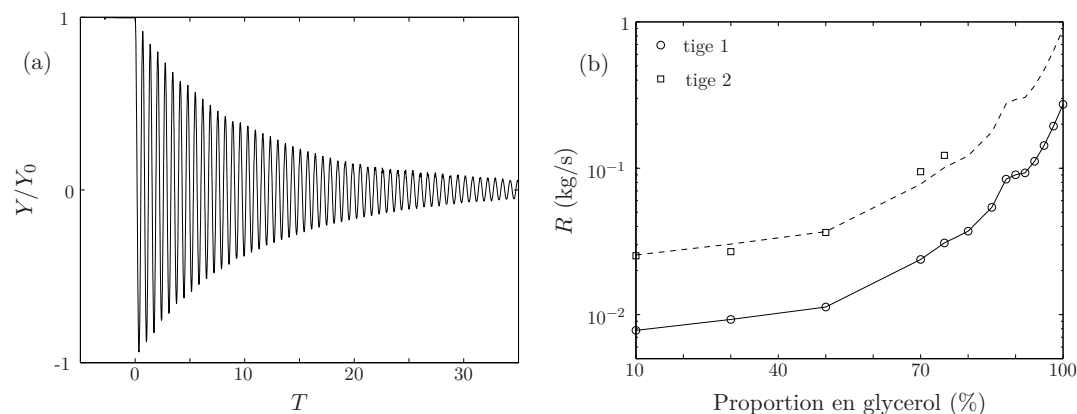 (a)
1
0
-1
Y/Y₀
0 10 20 30
T
(b)
tige 1
tige 2
1
10⁻¹
10⁻²
R (kg/s)
10 70 100
Proportion en glycerol (%)